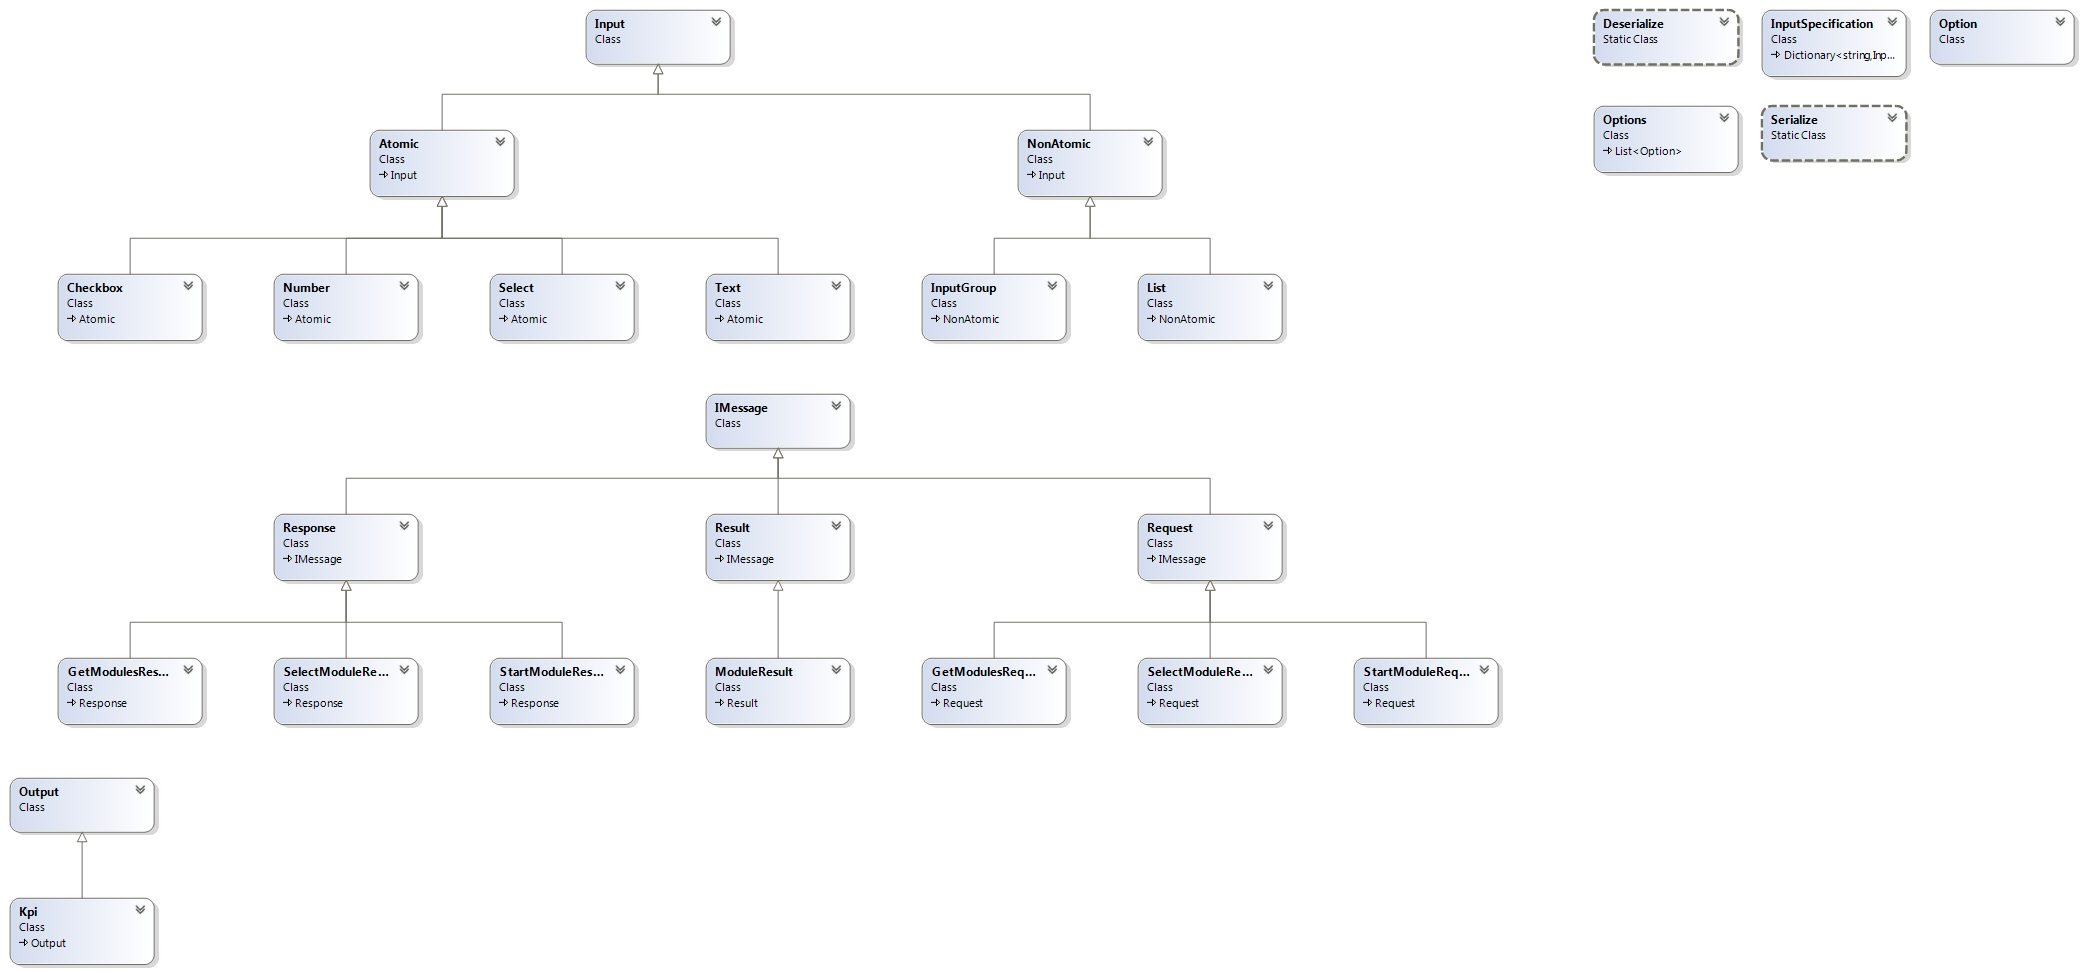 Input
Class
Deserialize
Static Class
InputSpecification
Class
Dictionary<string,Inp...
Option
Class
Options
Class
List<Option>
Serialize
Static Class
Atomic
Class
Input
NonAtomic
Class
Input
Checkbox
Class
Atomic
Number
Class
Atomic
Select
Class
Atomic
Text
Class
Atomic
InputGroup
Class
NonAtomic
List
Class
NonAtomic
IMessage
Class
Response
Class
IMessage
Result
Class
IMessage
Request
Class
IMessage
GetModulesRes...
Class
Response
SelectModuleRe...
Class
Response
StartModuleRes...
Class
Response
ModuleResult
Class
Result
GetModulesReq...
Class
Request
SelectModuleRe...
Class
Request
StartModuleReq...
Class
Request
Output
Class
Kpi
Class
Output